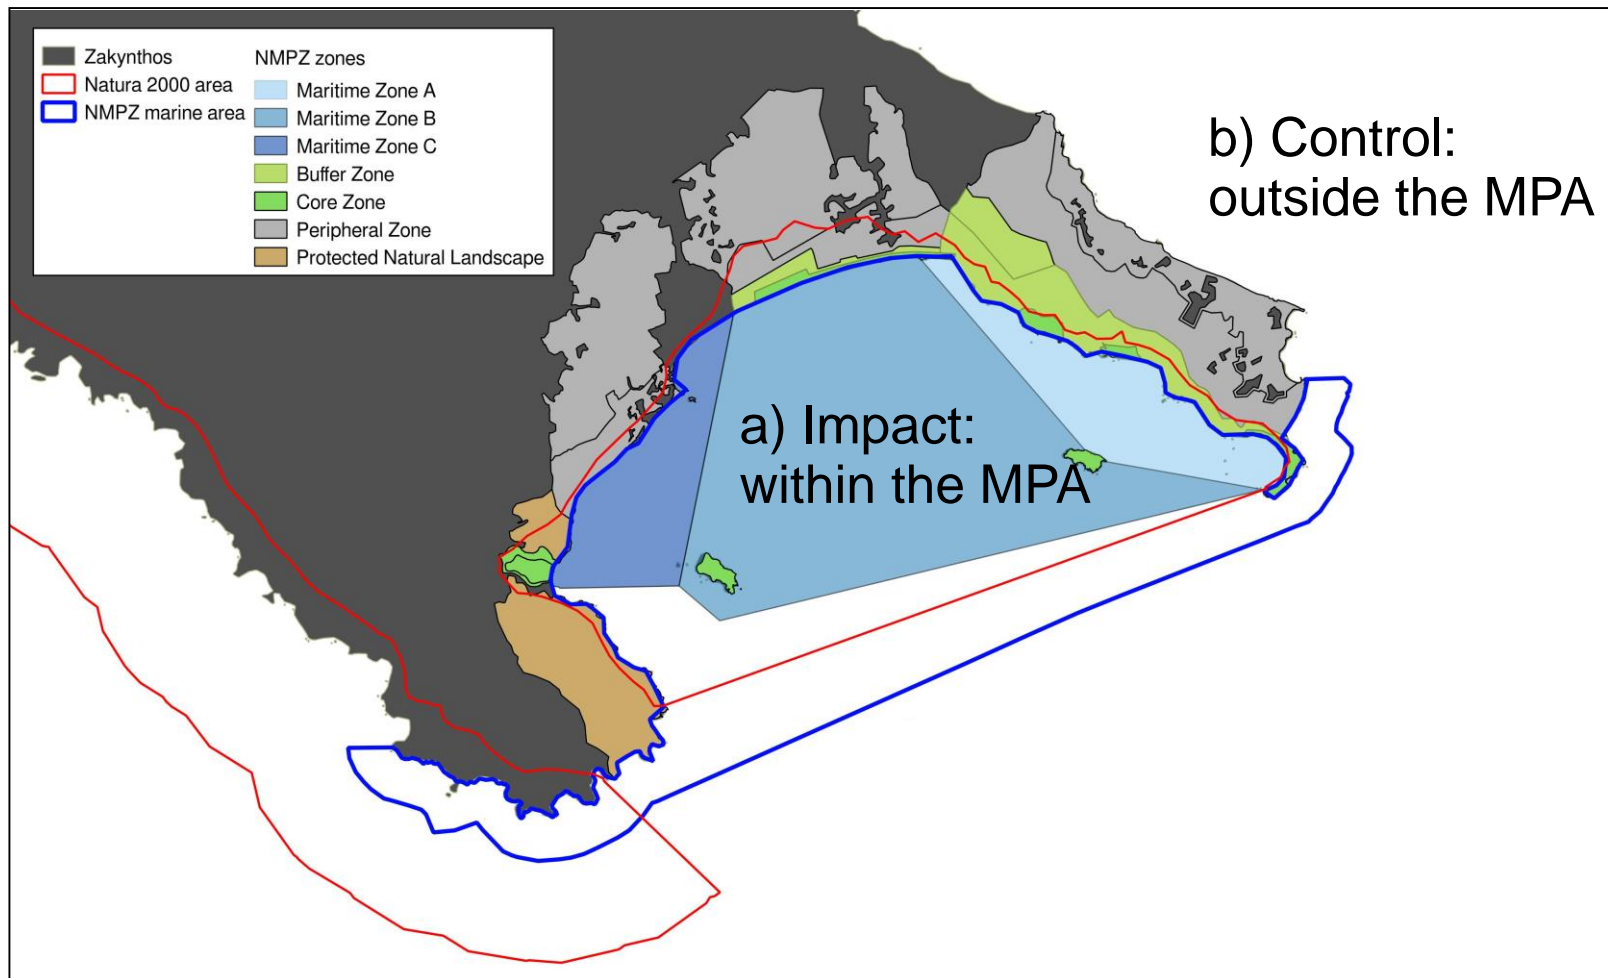 Zakynthos
Natura 2000 area
NMPZ marine area
NMPZ zones
Maritime Zone A
Maritime Zone B
Maritime Zone C
Buffer Zone
Core Zone
Peripheral Zone
Protected Natural Landscape
b) Control:
outside the MPA
a) Impact:
within the MPA